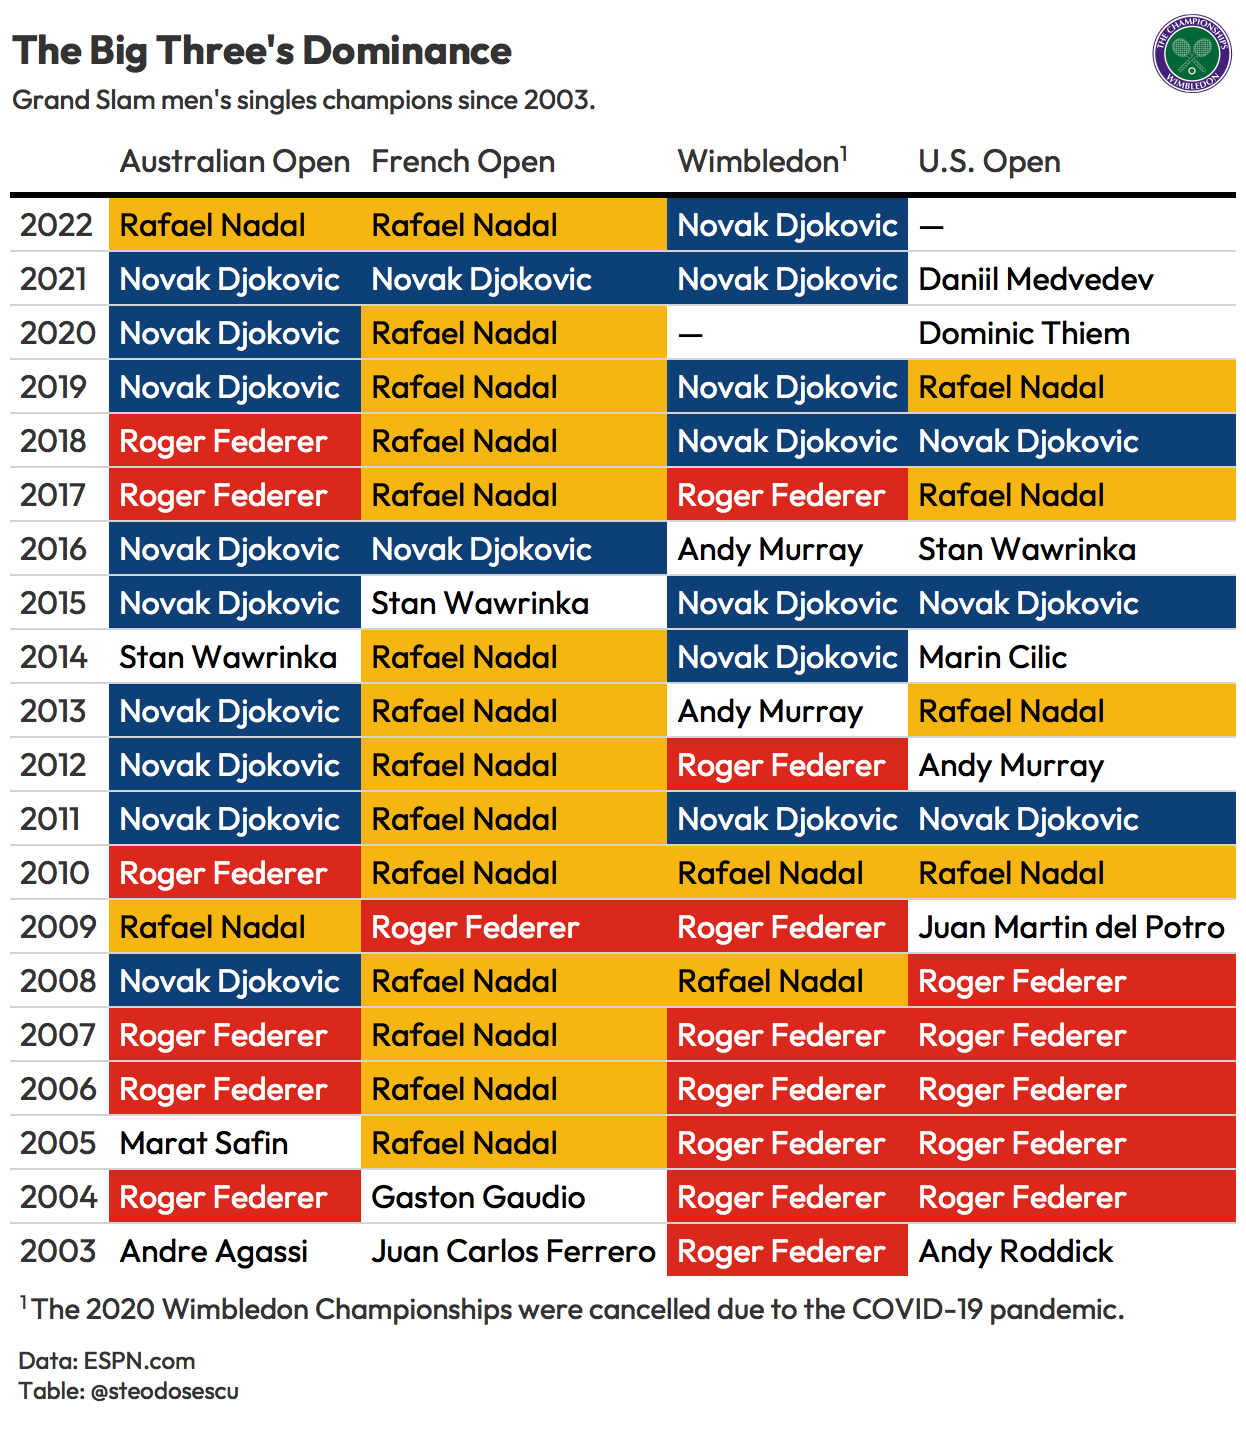 The Big Three's Dominance
THE CHAMPIONSHIPS
WIMBLEDON
Grand Slam men's singles champions since 2003.
Australian Open French Open Wimbledon¹ U.S. Open
2022 Rafael Nadal Rafael Nadal Novak Djokovic —
2021 Novak Djokovic Novak Djokovic Novak Djokovic Daniil Medvedev
2020 Novak Djokovic Rafael Nadal — Dominic Thiem
2019 Novak Djokovic Rafael Nadal Novak Djokovic Rafael Nadal
2018 Roger Federer Rafael Nadal Novak Djokovic Novak Djokovic
2017 Roger Federer Rafael Nadal Roger Federer Rafael Nadal
2016 Novak Djokovic Novak Djokovic Andy Murray Stan Wawrinka
2015 Novak Djokovic Stan Wawrinka Novak Djokovic Novak Djokovic
2014 Stan Wawrinka Rafael Nadal Novak Djokovic Marin Cilic
2013 Novak Djokovic Rafael Nadal Andy Murray Rafael Nadal
2012 Novak Djokovic Rafael Nadal Roger Federer Andy Murray
2011 Novak Djokovic Rafael Nadal Novak Djokovic Novak Djokovic
2010 Roger Federer Rafael Nadal Rafael Nadal Rafael Nadal
2009 Rafael Nadal Roger Federer Roger Federer Juan Martin del Potro
2008 Novak Djokovic Rafael Nadal Rafael Nadal Roger Federer
2007 Roger Federer Rafael Nadal Roger Federer Roger Federer
2006 Roger Federer Rafael Nadal Roger Federer Roger Federer
2005 Marat Safin Rafael Nadal Roger Federer Roger Federer
2004 Roger Federer Gaston Gaudio Roger Federer Roger Federer
2003 Andre Agassi Juan Carlos Ferrero Roger Federer Andy Roddick
¹ The 2020 Wimbledon Championships were cancelled due to the COVID-19 pandemic.
Data: ESPN.com
Table: @steodosescu